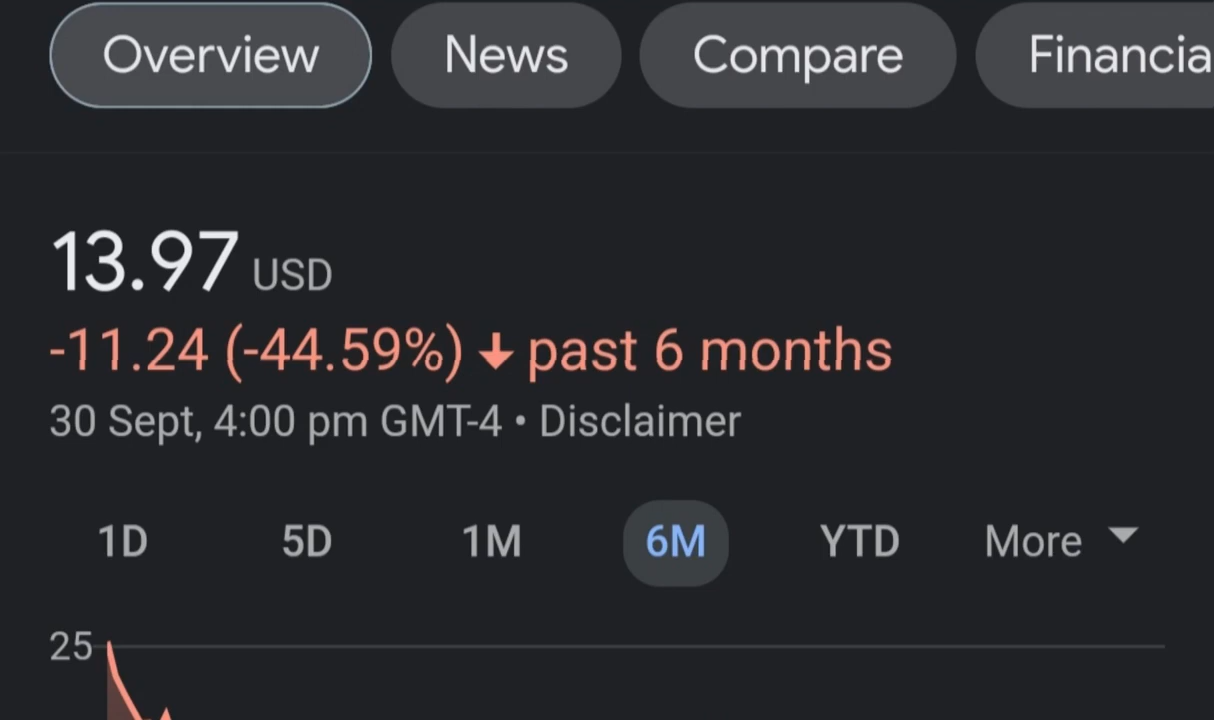 Overview News Compare Financia
13.97 USD
-11.24 (-44.59%) ↓ past 6 months
30 Sept, 4:00 pm GMT-4 • Disclaimer
1D 5D 1M 6M YTD More
25